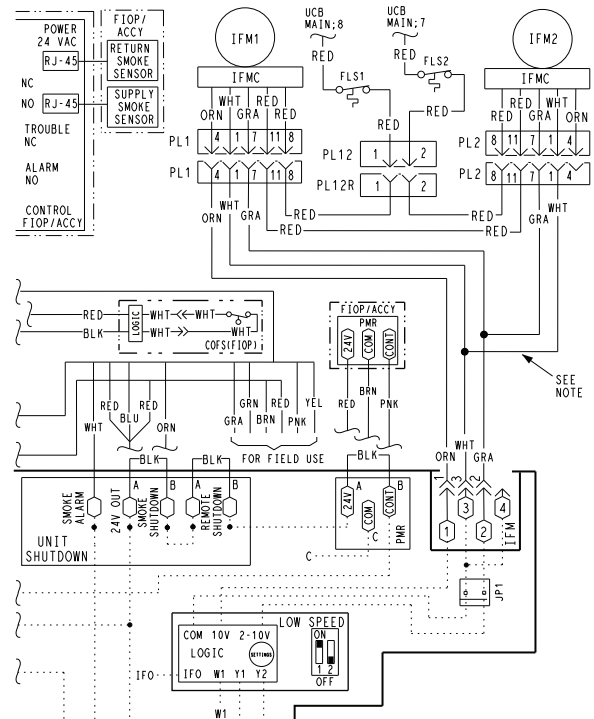 POWER
24 VAC
RJ-45
NC
NO RJ-45
TROUBLE
NC
ALARM
NO
CONTROL
FIOP/ACCY
FIOP/
ACCY
RETURN
SMOKE
SENSOR
SUPPLY
SMOKE
SENSOR
IFM1
IFMC
ORN WHT GRA RED RED
PL1 4 1 7 11 8
PL1 4 1 7 11 8
ORN WHT GRA
UCB
MAIN;8
RED
FLS1
RED
UCB
MAIN;7
RED
FLS2
RED
PL12 1 2
PL12R 1 2
RED RED
RED RED
IFM2
IFMC
RED RED GRA WHT ORN
PL2 8 11 7 1 4
PL2 8 11 7 1 4
GRA WHT
SEE
NOTE
RED
BLK
LOGIC
WHT WHT
WHT WHT
COFS(FIOP)
FIOP/ACCY
PMR
24V COM CONT
RED BRN PNK
WHT RED BLU RED ORN
GRA GRN BRN RED PNK YEL
FOR FIELD USE
BLK BLK BLK
ORN WHT GRA
1 3 2
SMOKE
ALARM
24V OUT
A
SMOKE
SHUTDOWN
B
REMOTE
SHUTDOWN
A B
UNIT
SHUTDOWN
A B
24V COM CONT
C
PMR
C
3 4
1 2
IFM
JP1
LOW SPEED
COM 10V 2-10V
LOGIC
SETTINGS
ON
1 2
OFF
IFO
IFO W1 Y1 Y2
W1